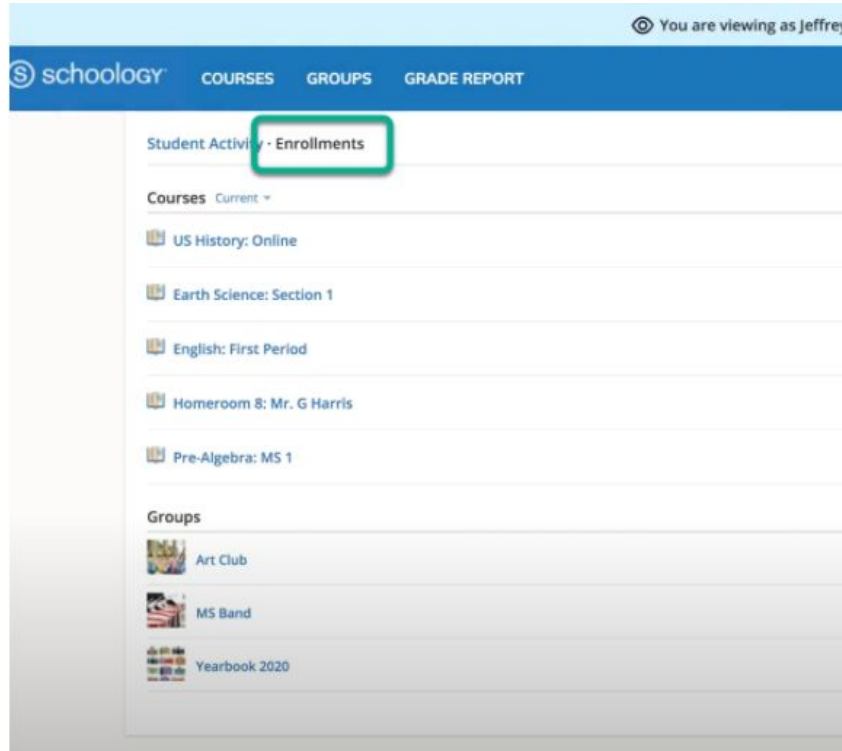 You are viewing as Jeffrey
schoology COURSES GROUPS GRADE REPORT
Student Activity · Enrollments
Courses Current
US History: Online
Earth Science: Section 1
English: First Period
Homeroom 8: Mr. G Harris
Pre-Algebra: MS 1
Groups
Art Club
MS Band
Yearbook 2020